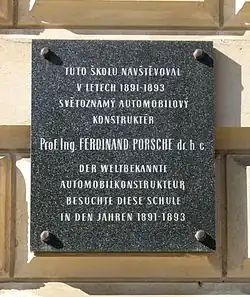 TUTO ŠKOLU NAVŠTĚVOVAL
V LETECH 1891-1893
SVĚTOZNÁMÝ AUTOMOBILOVÝ
KONSTRUKTÉR
Prof. Ing. FERDINAND PORSCHE dr. h. c.
DER WELTBEKANNTE
AUTOMOBILKONSTRUKTEUR
BESUCHTE DIESE SCHULE
IN DEN JAHREN 1891-1893